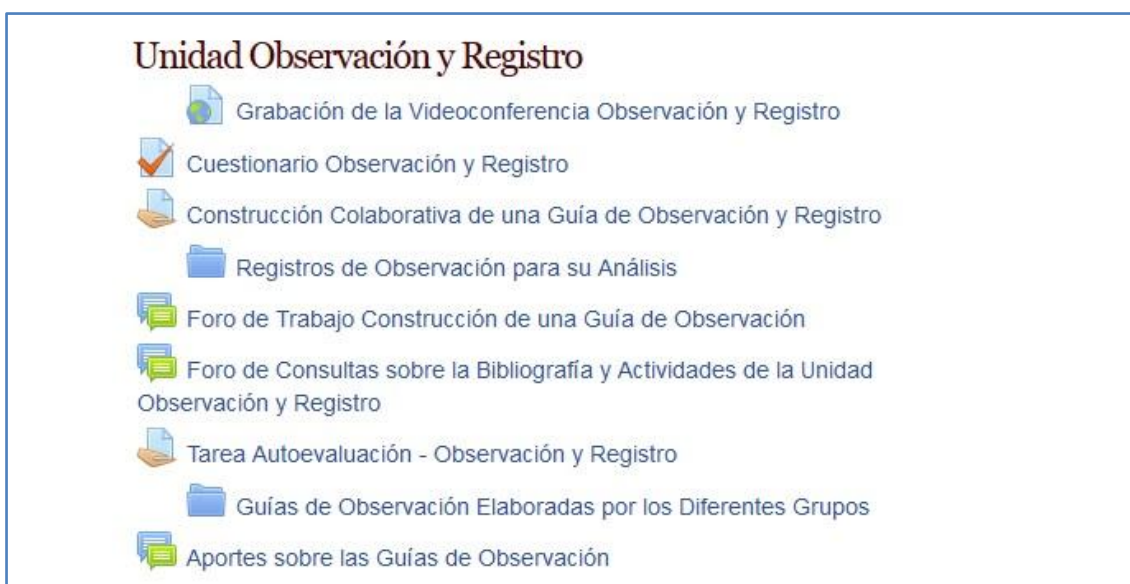 Unidad Observación y Registro
Grabación de la Videoconferencia Observación y Registro
Cuestionario Observación y Registro
Construcción Colaborativa de una Guía de Observación y Registro
Registros de Observación para su Análisis
Foro de Trabajo Construcción de una Guía de Observación
Foro de Consultas sobre la Bibliografía y Actividades de la Unidad
Observación y Registro
Tarea Autoevaluación - Observación y Registro
Guías de Observación Elaboradas por los Diferentes Grupos
Aportes sobre las Guías de Observación